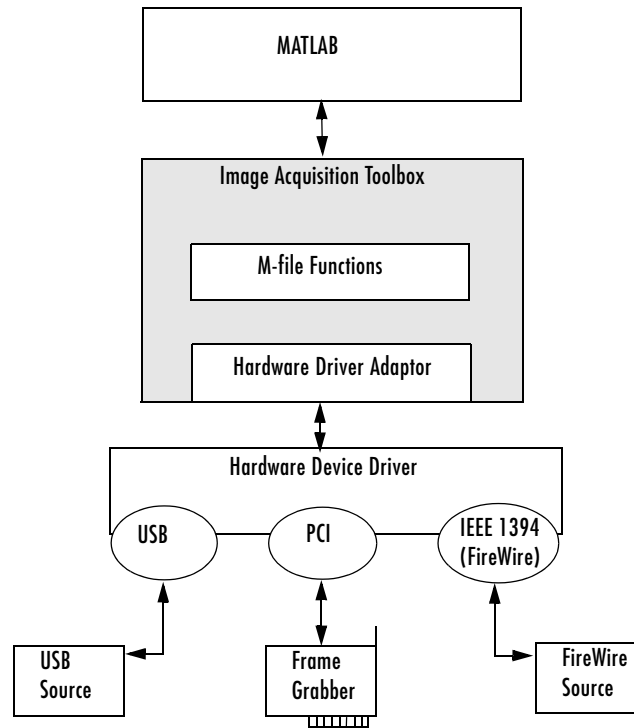 MATLAB
Image Acquisition Toolbox
M-file Functions
Hardware Driver Adaptor
Hardware Device Driver
USB
PCI
IEEE 1394
(FireWire)
USB
Source
Frame
Grabber
FireWire
Source